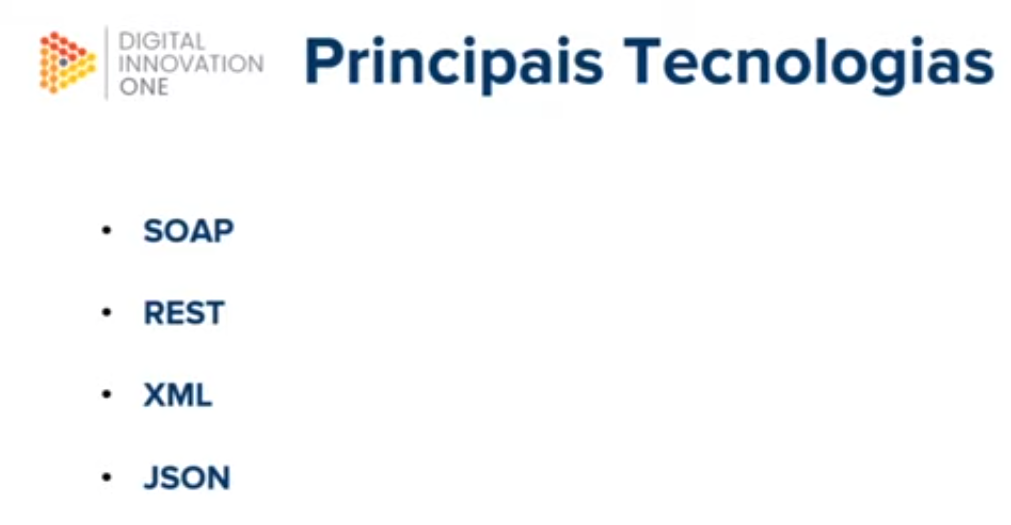 DIGITAL
INNOVATION
ONE
Principais Tecnologias
• SOAP
• REST
• XML
• JSON